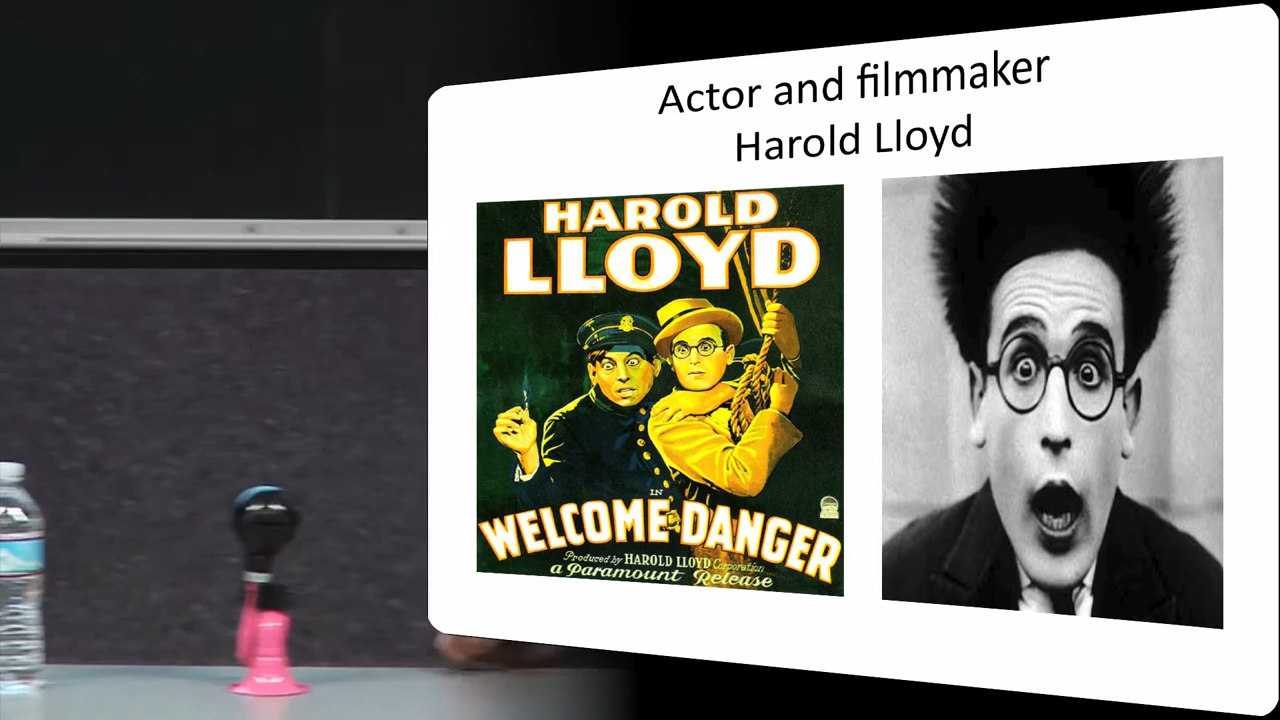 Actor and filmmaker
Harold Lloyd
HAROLD
LLOYD
IN
WELCOME DANGER
Produced by HAROLD LLOYD Corporation
a Paramount Release